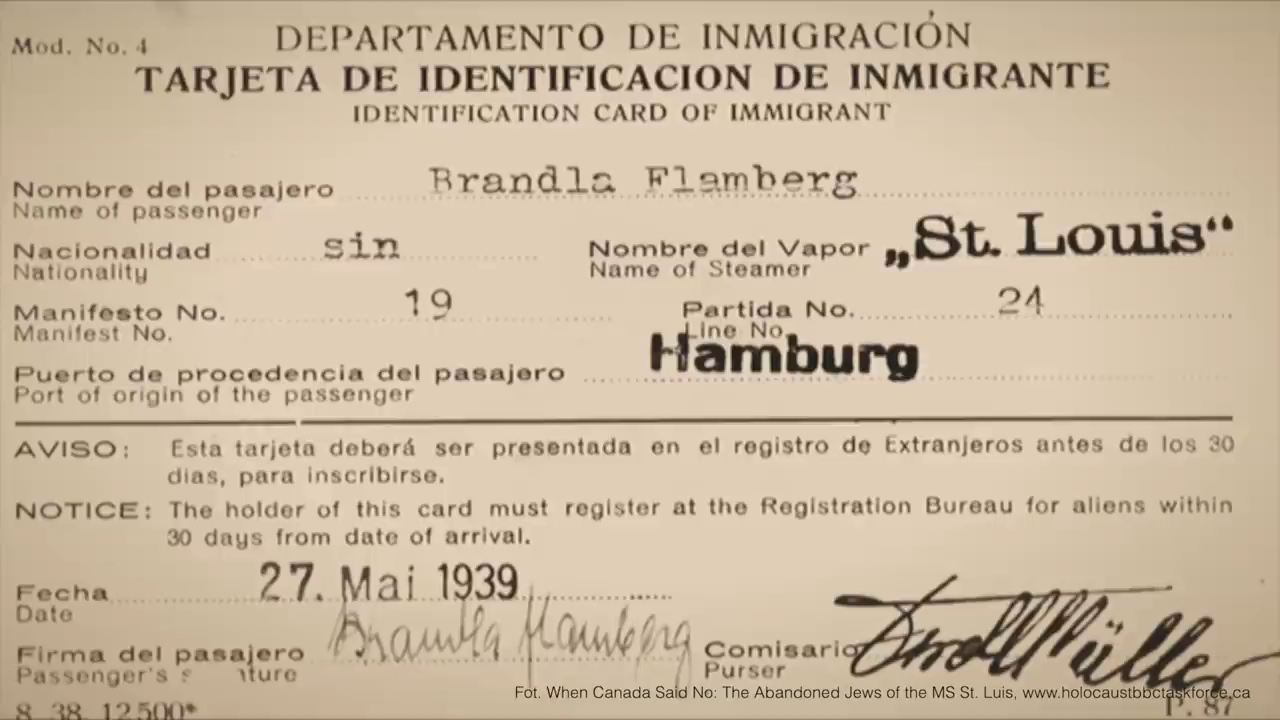 Mod. No. 4
DEPARTAMENTO DE INMIGRACIÓN
TARJETA DE IDENTIFICACION DE INMIGRANTE
IDENTIFICATION CARD OF IMMIGRANT
Nombre del pasajero Brandla Flamberg
Name of passenger
Nacionalidad sin Nombre del Vapor „St. Louis“
Nationality Name of Steamer
Manifesto No. 19 Partida No. 24
Manifest No. Line No.
Puerto de procedencia del pasajero Hamburg
Port of origin of the passenger
AVISO: Esta tarjeta deberá ser presentada en el registro de Extranjeros antes de los 30
dias, para inscribirse.
NOTICE: The holder of this card must register at the Registration Bureau for aliens within
30 days from date of arrival.
Fecha 27. Mai 1939
Date
Firma del pasajero Brandla Flamberg Comisario
Passenger's Purser
Fot. When Canada Said No: The Abandoned Jews of the MS St. Luis, www.holocaustbbctaskforce.ca
8. 38. 12.500* P. 87